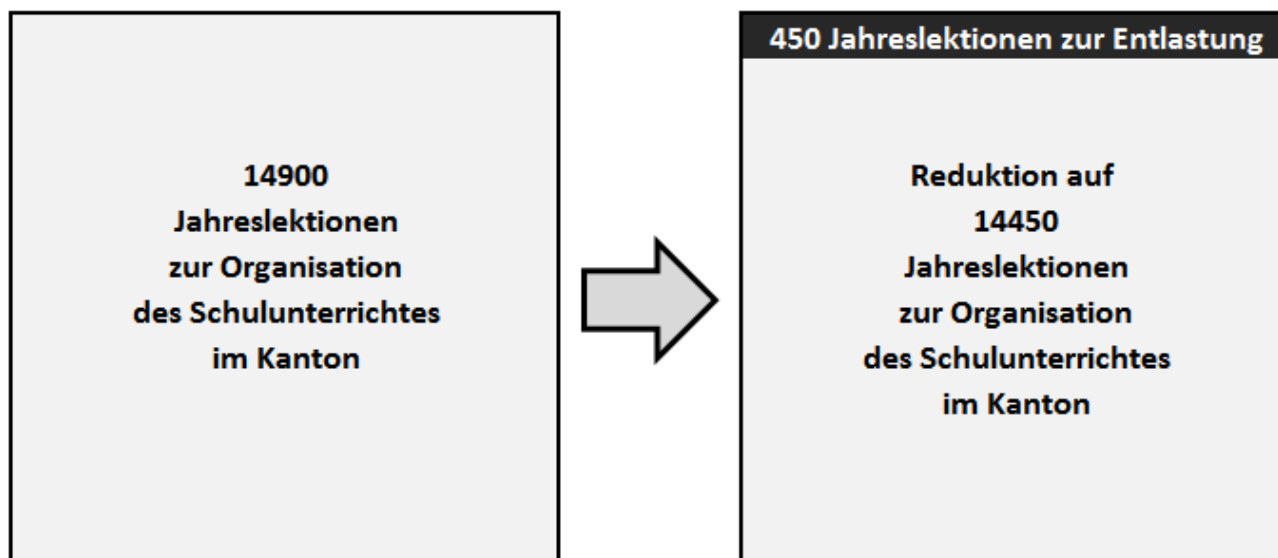 14900
Jahreslektionen
zur Organisation
des Schulunterrichtes
im Kanton
450 Jahreslektionen zur Entlastung
Reduktion auf
14450
Jahreslektionen
zur Organisation
des Schulunterrichtes
im Kanton